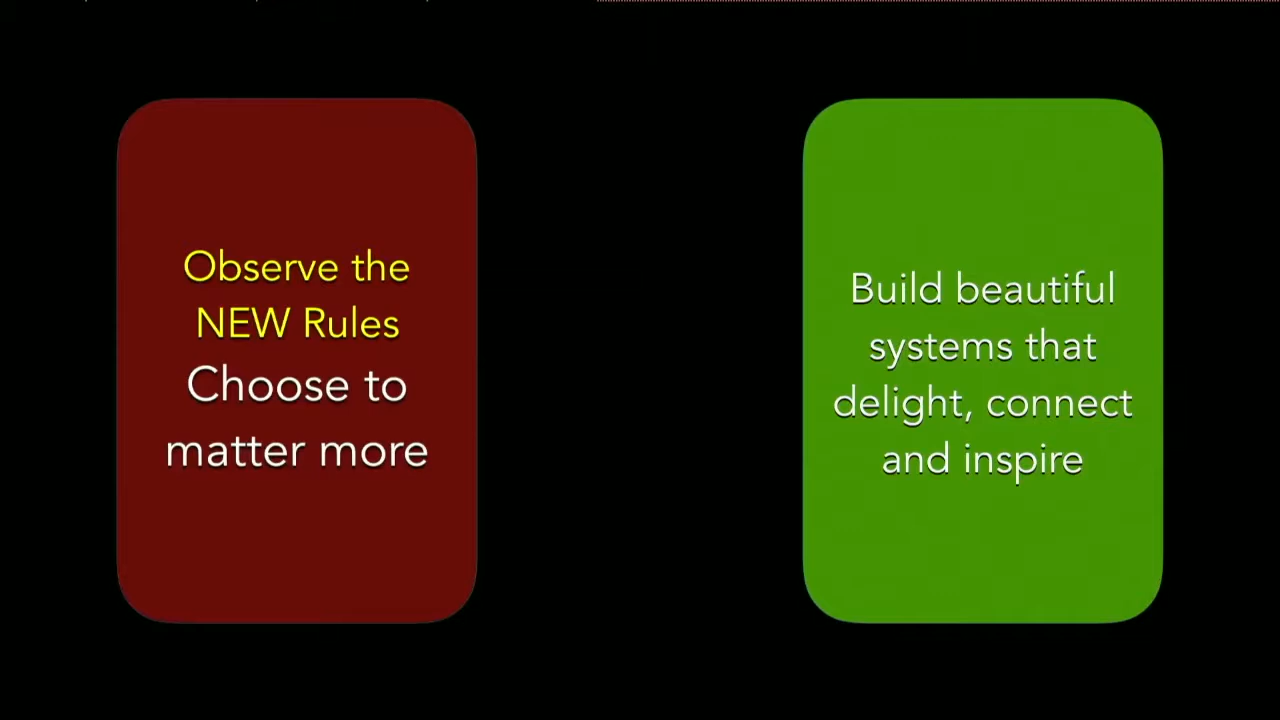 Observe the
NEW Rules
Choose to
matter more
Build beautiful
systems that
delight, connect
and inspire